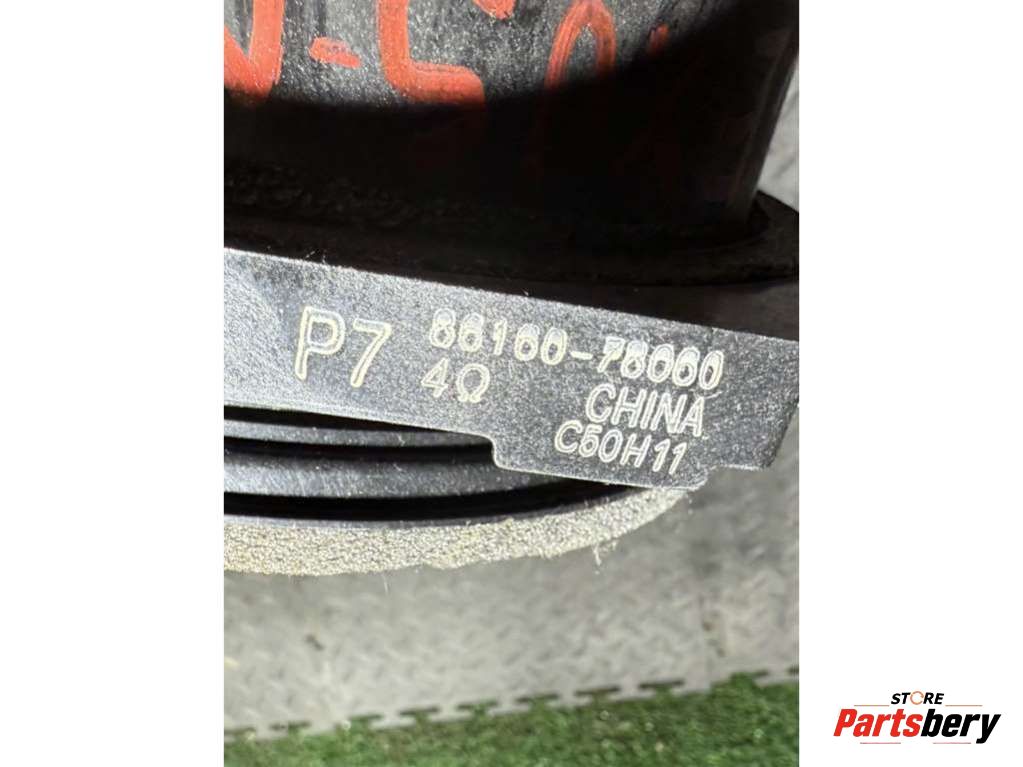 P7 86160-78060
4Ω
CHINA
C50H11
STORE
Partsbery